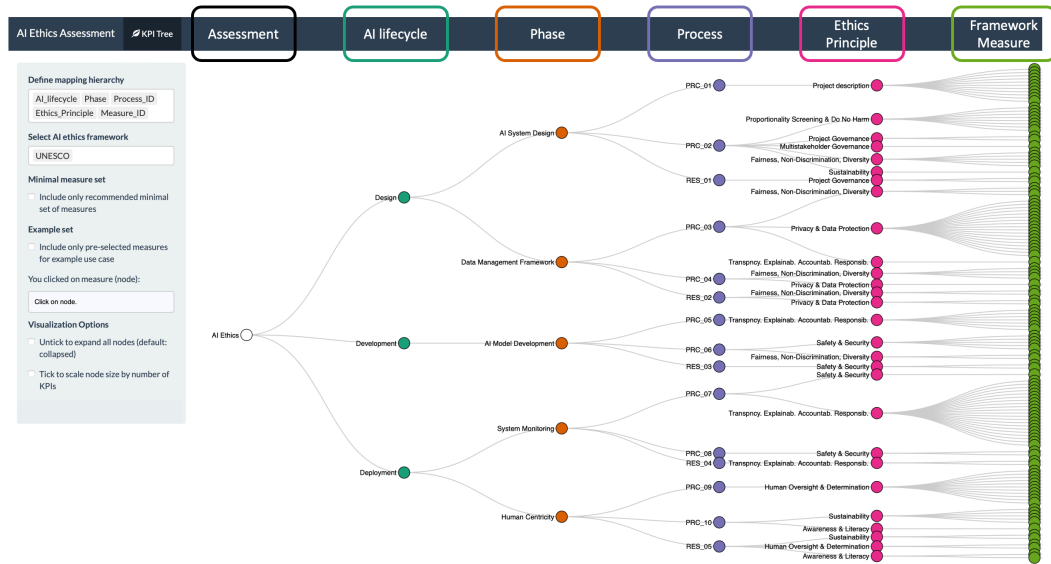 AI Ethics Assessment
KPI Tree
Assessment
AI lifecycle
Phase
Process
Ethics
Principle
Framework
Measure
Define mapping hierarchy
AI_lifecycle Phase Process_ID
Ethics_Principle Measure_ID
Select AI ethics framework
UNESCO
Minimal measure set
Include only recommended minimal
set of measures
Example set
Include only pre-selected measures
for example use case
You clicked on measure (node):
Click on node.
Visualization Options
Untick to expand all nodes (default:
collapsed)
Tick to scale node size by number of
KPIs
AI Ethics
Design
Development
Deployment
AI System Design
Data Management Framework
AI Model Development
System Monitoring
Human Centricity
PRC_01
PRC_02
RES_01
PRC_03
PRC_04
RES_02
PRC_05
PRC_06
RES_03
PRC_07
PRC_08
RES_04
PRC_09
PRC_10
RES_05
Project description
Proportionality Screening & Do No Harm
Project Governance
Multistakeholder Governance
Fairness, Non-Discrimination, Diversity
Sustainability
Project Governance
Fairness, Non-Discrimination, Diversity
Privacy & Data Protection
Transpncy. Explainab. Accountab. Responsib.
Fairness, Non-Discrimination, Diversity
Privacy & Data Protection
Fairness, Non-Discrimination, Diversity
Privacy & Data Protection
Transpncy. Explainab. Accountab. Responsib.
Safety & Security
Fairness, Non-Discrimination, Diversity
Safety & Security
Safety & Security
Transpncy. Explainab. Accountab. Responsib.
Safety & Security
Transpncy. Explainab. Accountab. Responsib.
Human Oversight & Determination
Sustainability
Awareness & Literacy
Sustainability
Human Oversight & Determination
Awareness & Literacy